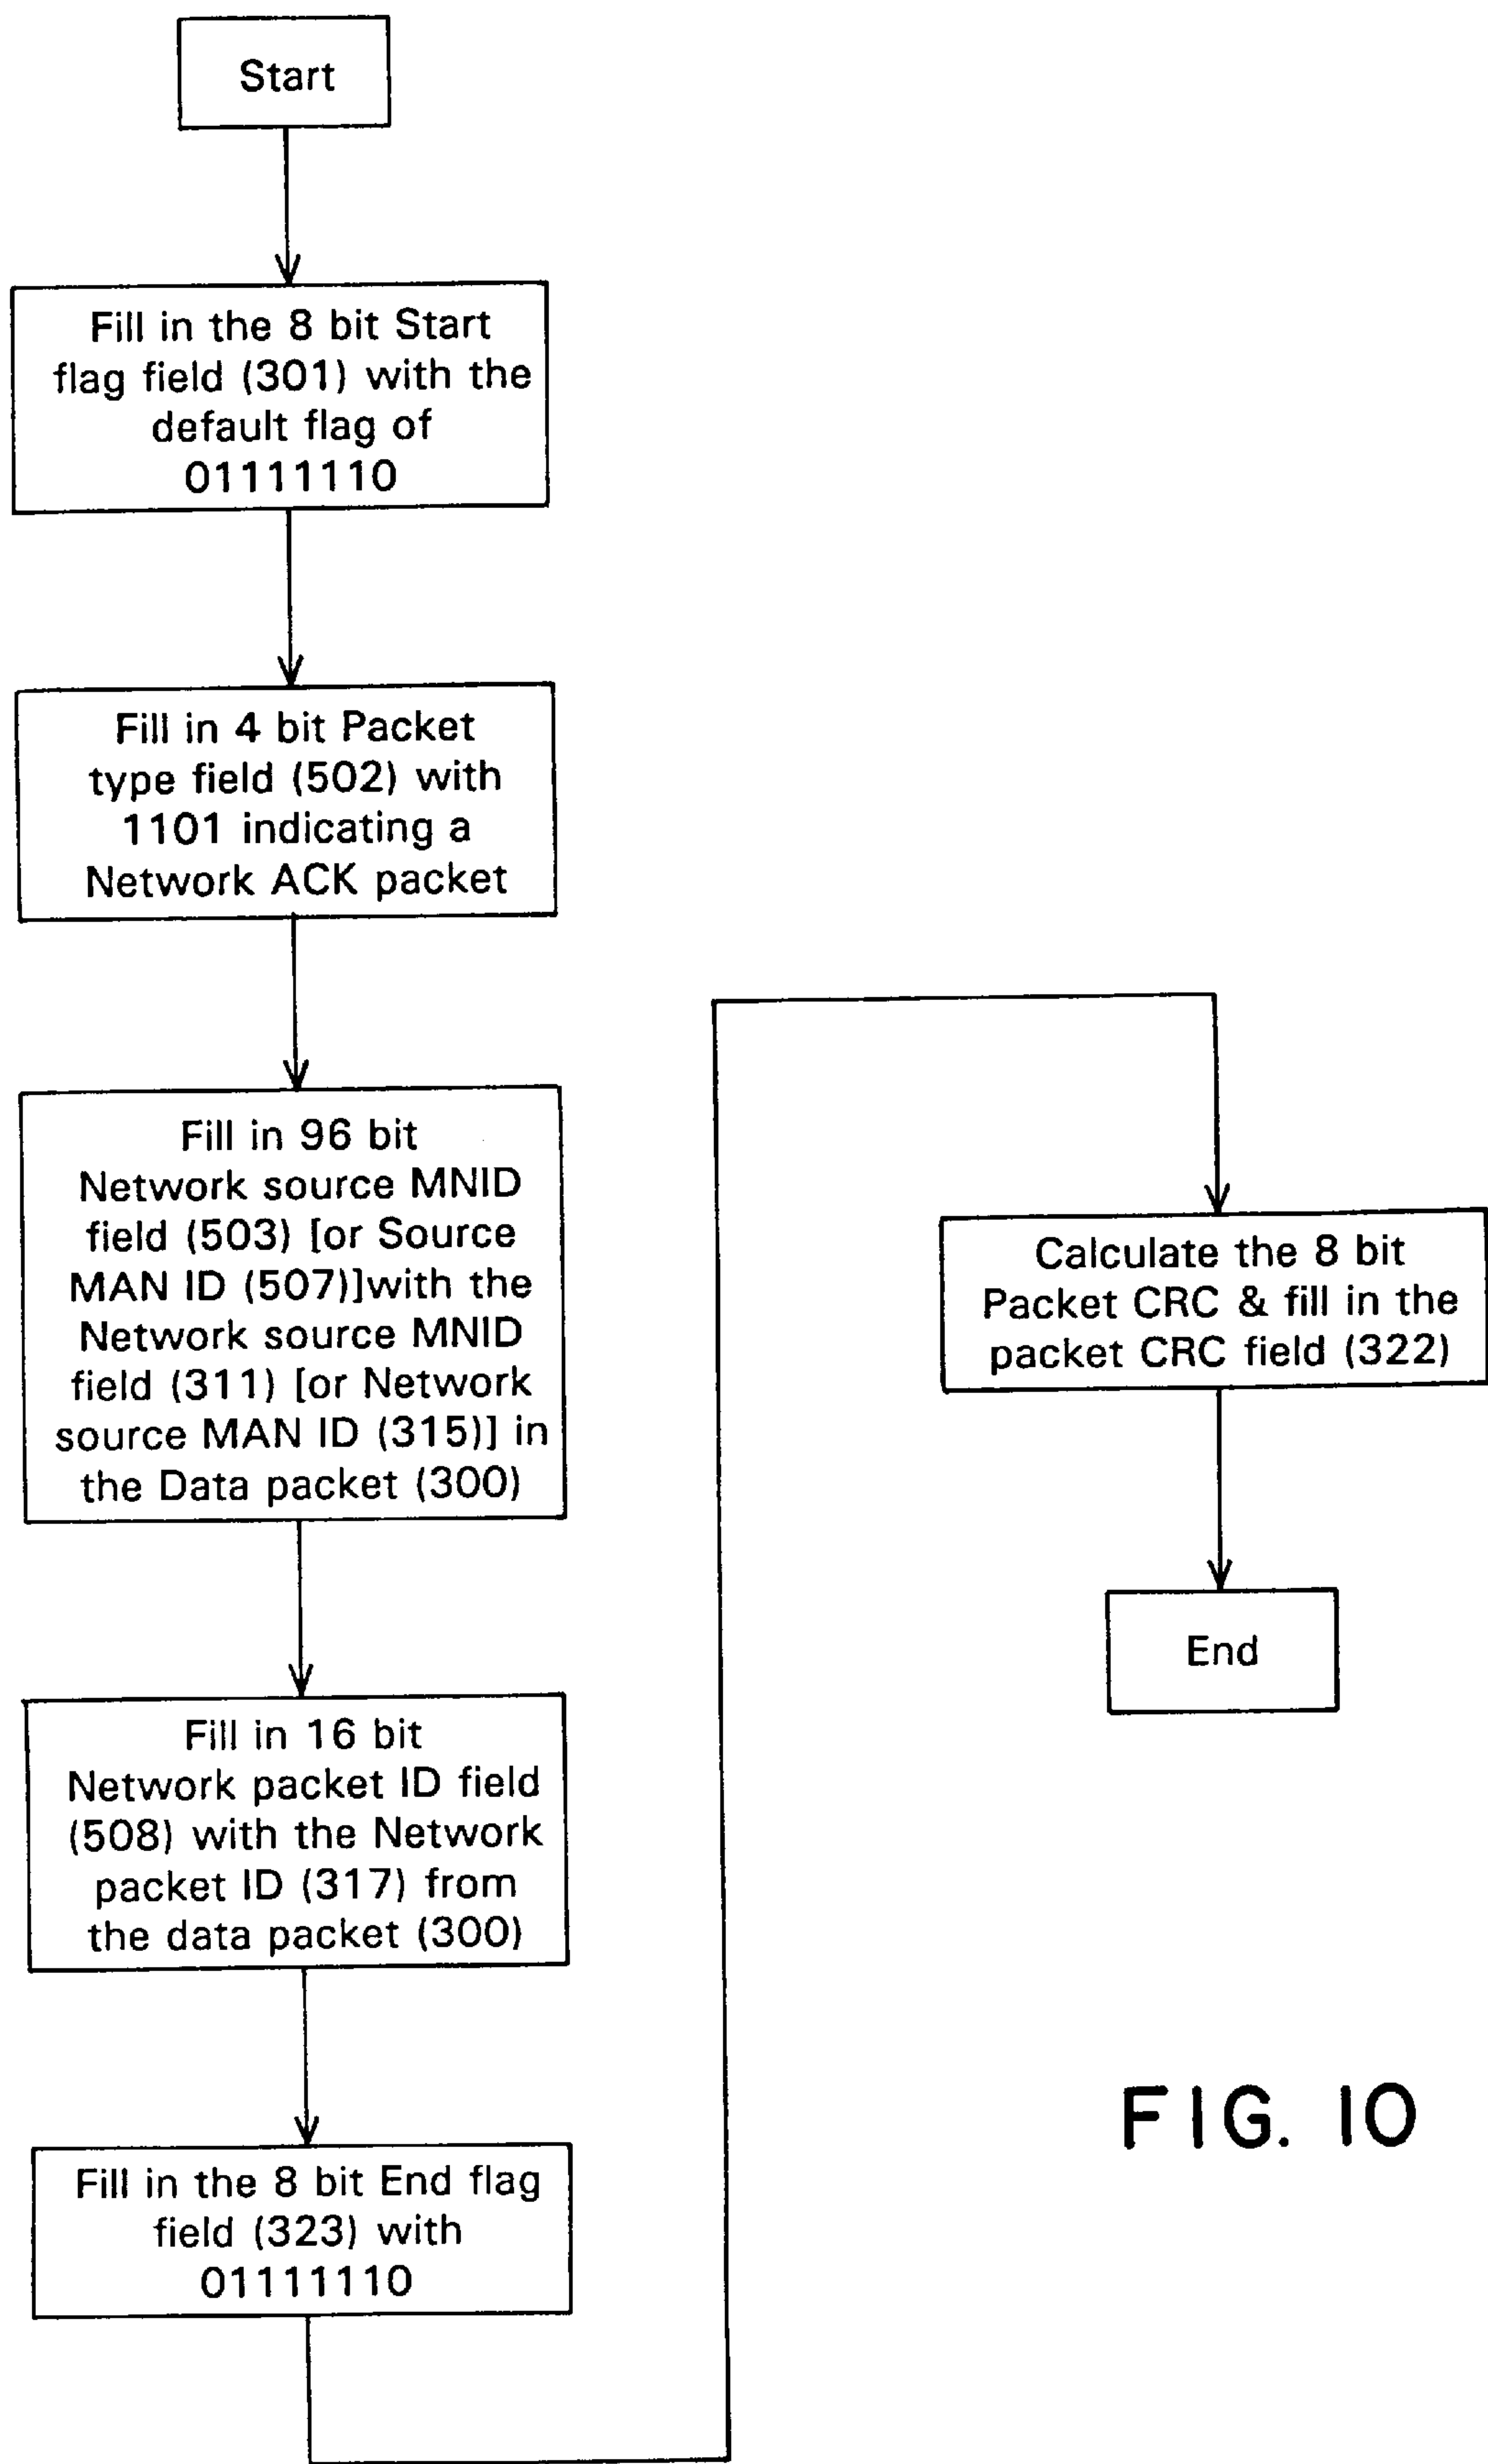 Start
Fill in the 8 bit Start
flag field (301) with the
default flag of
01111110
Fill in 4 bit Packet
type field (502) with
1101 indicating a
Network ACK packet
Fill in 96 bit
Network source MNID
field (503) [or Source
MAN ID (507)]with the
Network source MNID
field (311) [or Network
source MAN ID (315)] in
the Data packet (300)
Fill in 16 bit
Network packet ID field
(508) with the Network
packet ID (317) from
the data packet (300)
Fill in the 8 bit End flag
field (323) with
01111110
Calculate the 8 bit
Packet CRC & fill in the
packet CRC field (322)
End
FIG. 10